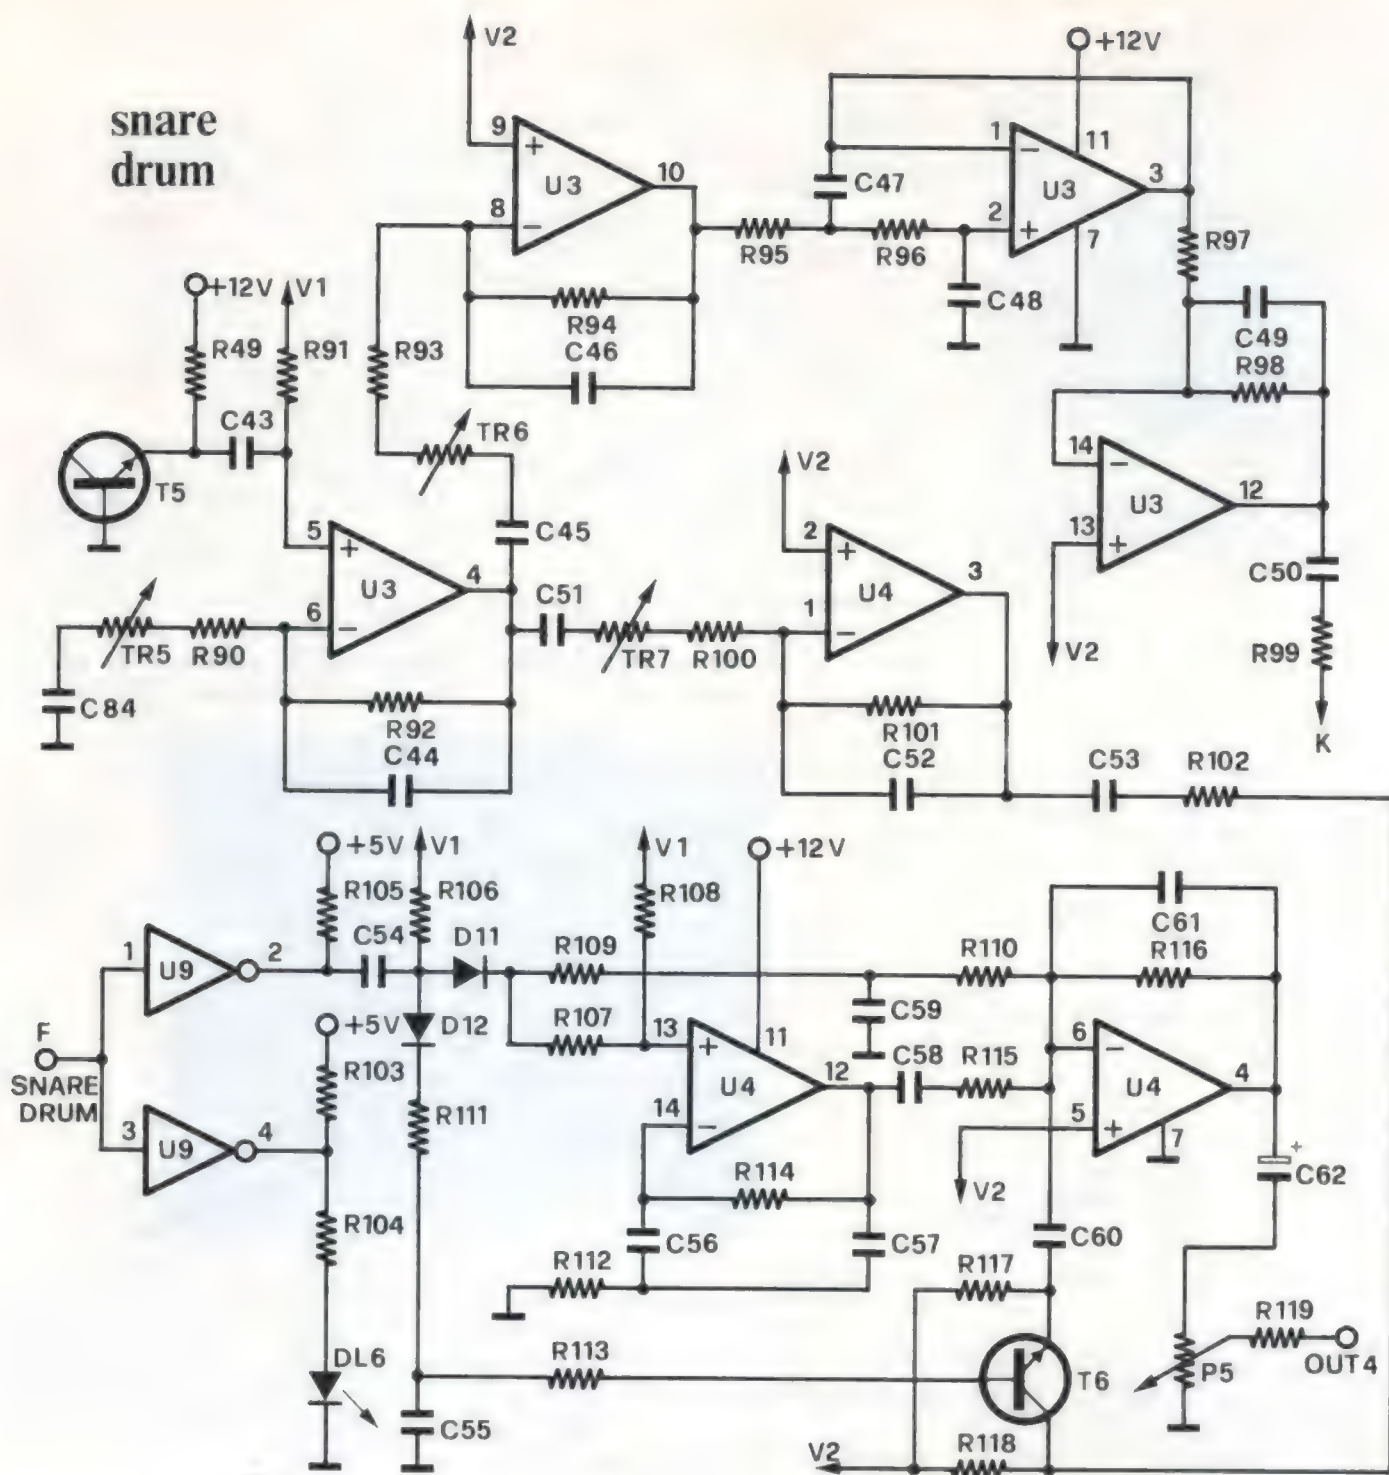 snare
drum
V2
+12V
9
+
U3
10
8
−
1
−
11
U3
3
2
+
7
C47
R95
R96
C48
R97
+12V
V1
R49
R91
R93
R94
C46
C49
R98
C43
TR6
T5
V2
14
−
U3
12
13
+
5
+
U3
4
6
−
C45
2
+
U4
3
1
−
C50
C51
TR5
R90
TR7
R100
V2
R99
C84
R92
C44
R101
C52
K
C53
R102
+5V
V1
V1
+12V
R105
R106
R108
C61
C54
D11
R109
R110
R116
1
U9
2
F
SNARE
DRUM
+5V
D12
R107
13
+
11
U4
12
14
−
C59
C58
R115
6
−
U4
4
5
+
7
R103
3
U9
4
R111
R114
V2
+
C62
R104
C56
C57
C60
R112
R117
R119
OUT4
DL6
R113
T6
P5
C55
V2
R118